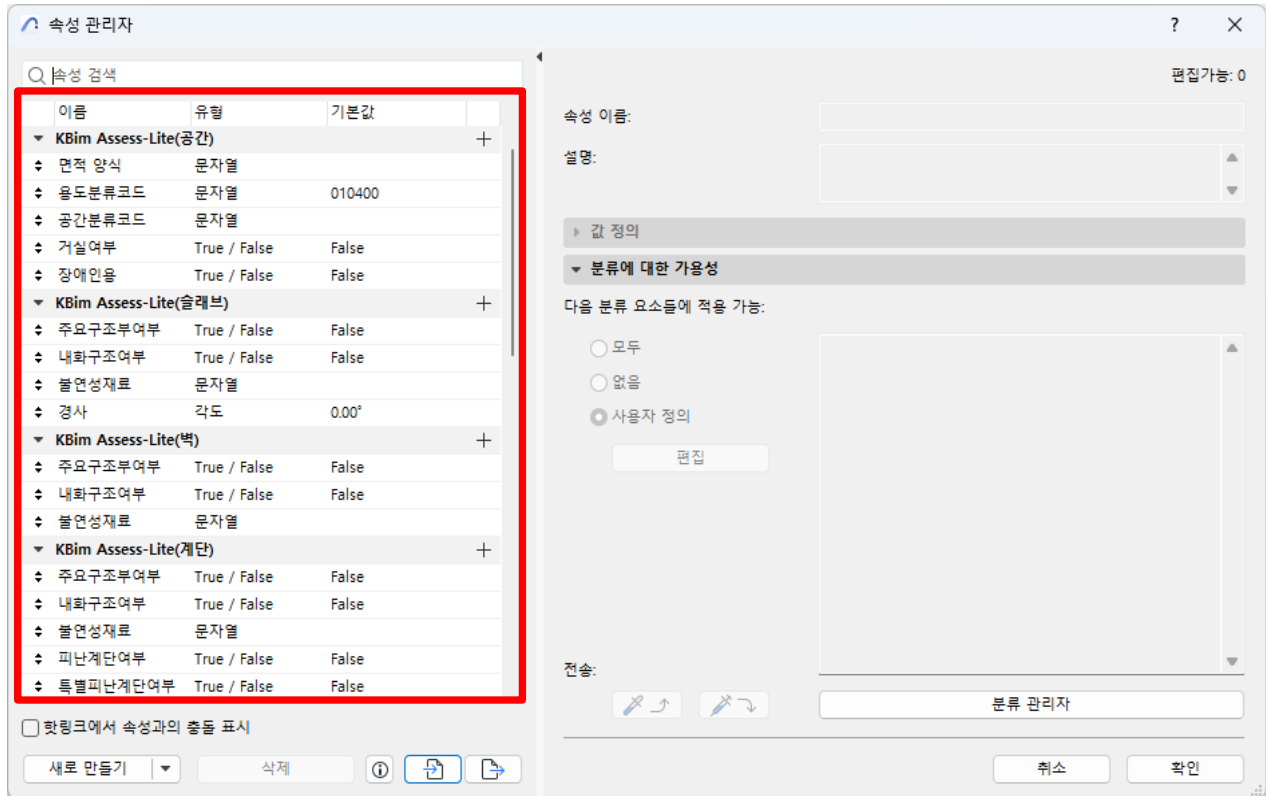 속성 관리자
?
속성 검색
편집가능: 0
이름 유형 기본값
KBim Assess-Lite(공간)
면적 양식 문자열
용도분류코드 문자열 010400
공간분류코드 문자열
거실여부 True / False False
장애인용 True / False False
KBim Assess-Lite(슬래브)
주요구조부여부 True / False False
내화구조여부 True / False False
불연성재료 문자열
경사 각도 0.00°
KBim Assess-Lite(벽)
주요구조부여부 True / False False
내화구조여부 True / False False
불연성재료 문자열
KBim Assess-Lite(계단)
주요구조부여부 True / False False
내화구조여부 True / False False
불연성재료 문자열
피난계단여부 True / False False
특별피난계단여부 True / False False
핫링크에서 속성과의 충돌 표시
새로 만들기 삭제
속성 이름:
설명:
값 정의
분류에 대한 가용성
다음 분류 요소들에 적용 가능:
모두
없음
사용자 정의
편집
전송:
분류 관리자
취소 확인